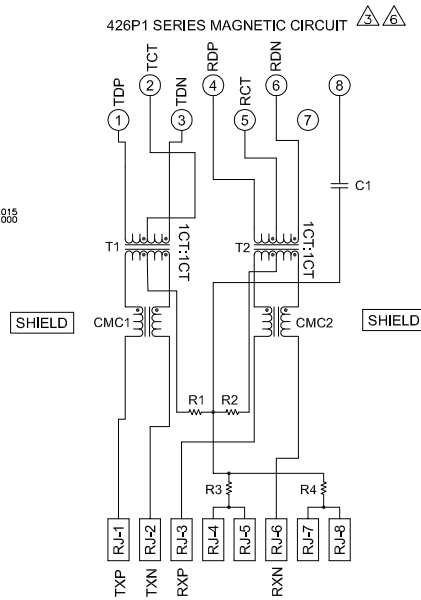 426P1 SERIES MAGNETIC CIRCUIT 3 6
TDP TCT TDN RDP RCT RDN
1 2 3 4 5 6 7 8
C1
015
000
T1 1CT:1CT T2 1CT:1CT
SHIELD CMC1 CMC2 SHIELD
R1 R2
R3 R4
RJ-1 RJ-2 RJ-3 RJ-4 RJ-5 RJ-6 RJ-7 RJ-8
TXP TXN RXP RXN